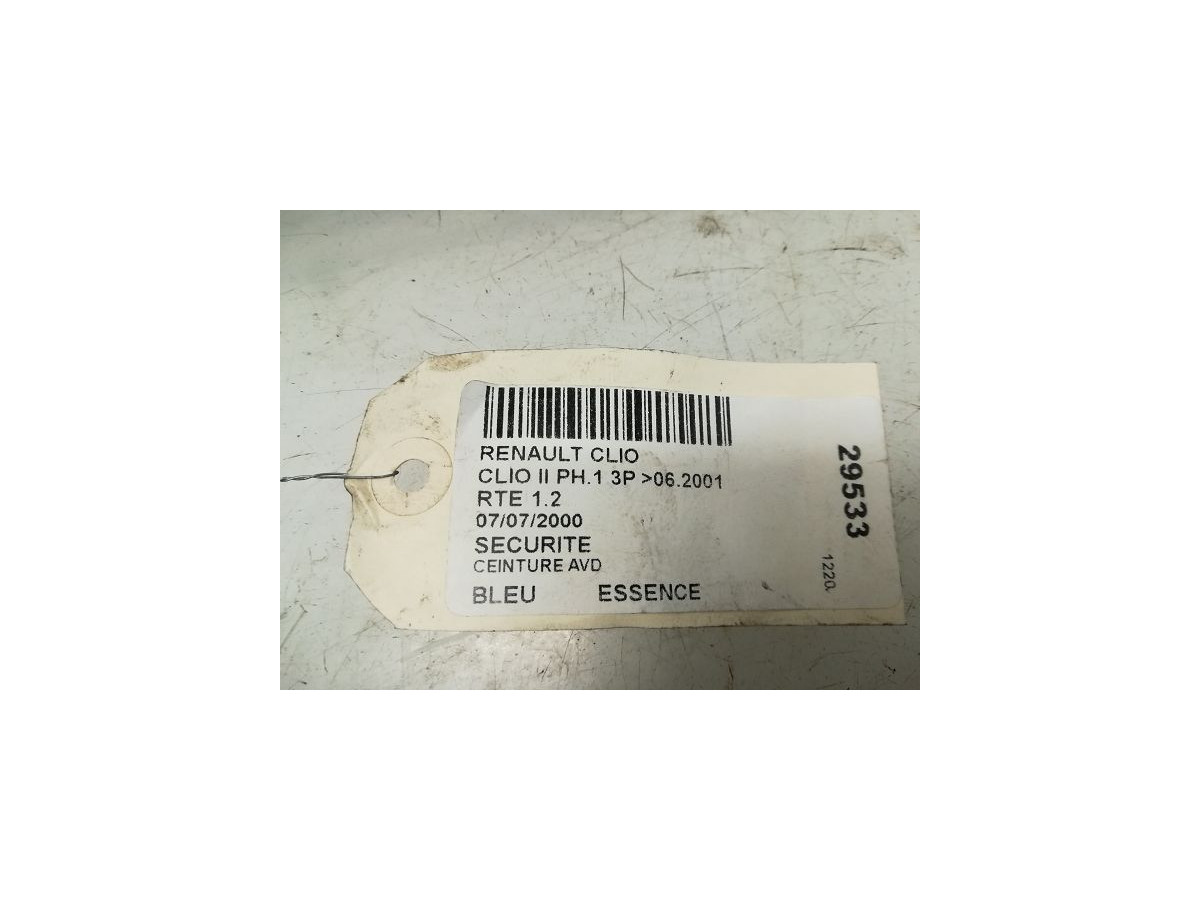 RENAULT CLIO
CLIO II PH.1 3P >06.2001
RTE 1.2
07/07/2000
SECURITE
CEINTURE AVD
BLEU ESSENCE
29533
1220